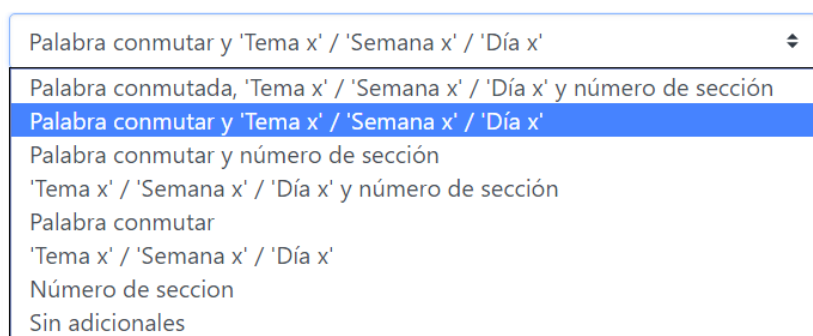 Palabra conmutar y 'Tema x' / 'Semana x' / 'Día x'
Palabra conmutada, 'Tema x' / 'Semana x' / 'Día x' y número de sección
Palabra conmutar y 'Tema x' / 'Semana x' / 'Día x'
Palabra conmutar y número de sección
'Tema x' / 'Semana x' / 'Día x' y número de sección
Palabra conmutar
'Tema x' / 'Semana x' / 'Día x'
Número de seccion
Sin adicionales